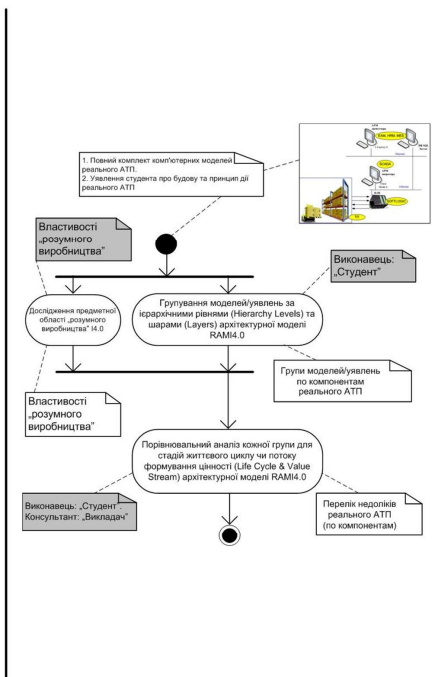 1. Повний комплект комп'ютерних моделей
реального АТП.
2. Уявлення студента про будову та принцип дії
реального АТП
SCADA
Властивості
„розумного
виробництва”
Виконавець:
„Студент”
Дослідження предметної
області „розумного
виробництва” І4.0
Групування моделей/уявлень за
ієрархічними рівнями (Hierarchy Levels) та
шарами (Layers) архітектурної моделі
RAMI4.0
Групи моделей/уявлень
по компонентам
реального АТП
Властивості
„розумного
виробництва”
Порівнювальний аналіз кожної групи для
стадій життєвого циклу чи потоку
формування цінності (Life Cycle & Value
Stream) архітектурної моделі RAMI4.0
Виконавець: „Студент”.
Консультант: „Викладач”
Перелік недоліків
реального АТП
(по компонентам)